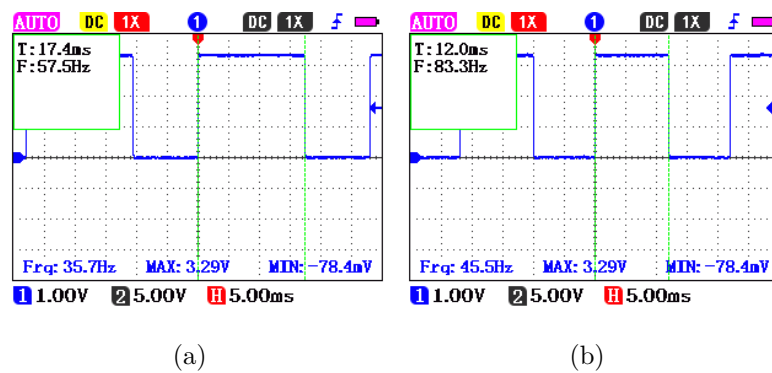 AUTO DC 1X 1 DC 1X
T:17.4ms
F:57.5Hz
Frq: 35.7Hz MAX: 3.29V MIN: -78.4mV
1 1.00V 2 5.00V H 5.00ms
(a)
AUTO DC 1X 1 DC 1X
T:12.0ms
F:83.3Hz
Frq: 45.5Hz MAX: 3.29V MIN: -78.4mV
1 1.00V 2 5.00V H 5.00ms
(b)